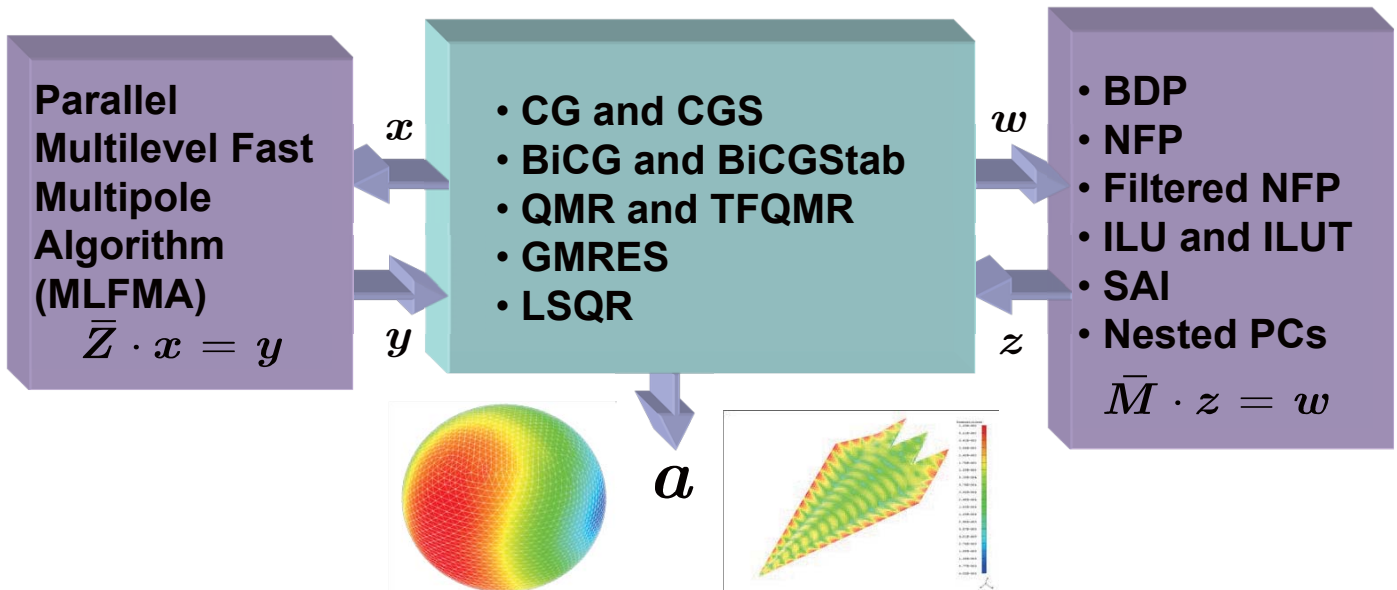 Parallel
Multilevel Fast
Multipole
Algorithm
(MLFMA)
Z̄ · x = y
x
y
• CG and CGS
• BiCG and BiCGStab
• QMR and TFQMR
• GMRES
• LSQR
w
z
• BDP
• NFP
• Filtered NFP
• ILU and ILUT
• SAI
• Nested PCs
M̄ · z = w
a